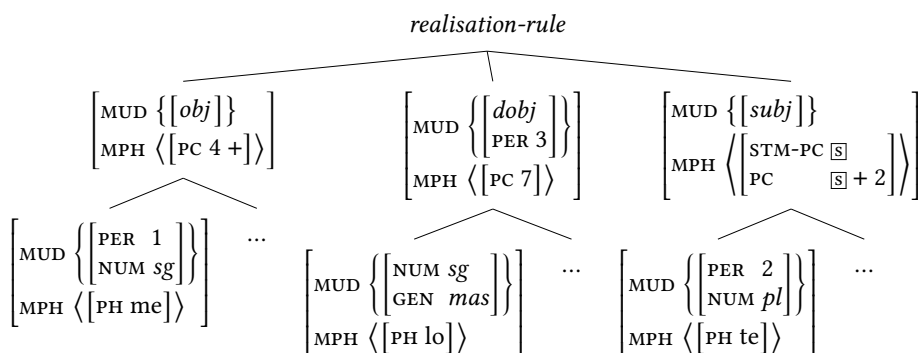 realisation-rule
MUD {[obj]}
MPH ⟨[PC 4 +]⟩
MUD {[dobj
PER 3]}
MPH ⟨[PC 7]⟩
MUD {[subj]}
MPH ⟨[STM-PC s
PC s + 2]⟩
MUD {[PER 1
NUM sg]}
MPH ⟨[PH me]⟩
...
MUD {[NUM sg
GEN mas]}
MPH ⟨[PH lo]⟩
...
MUD {[PER 2
NUM pl]}
MPH ⟨[PH te]⟩
...